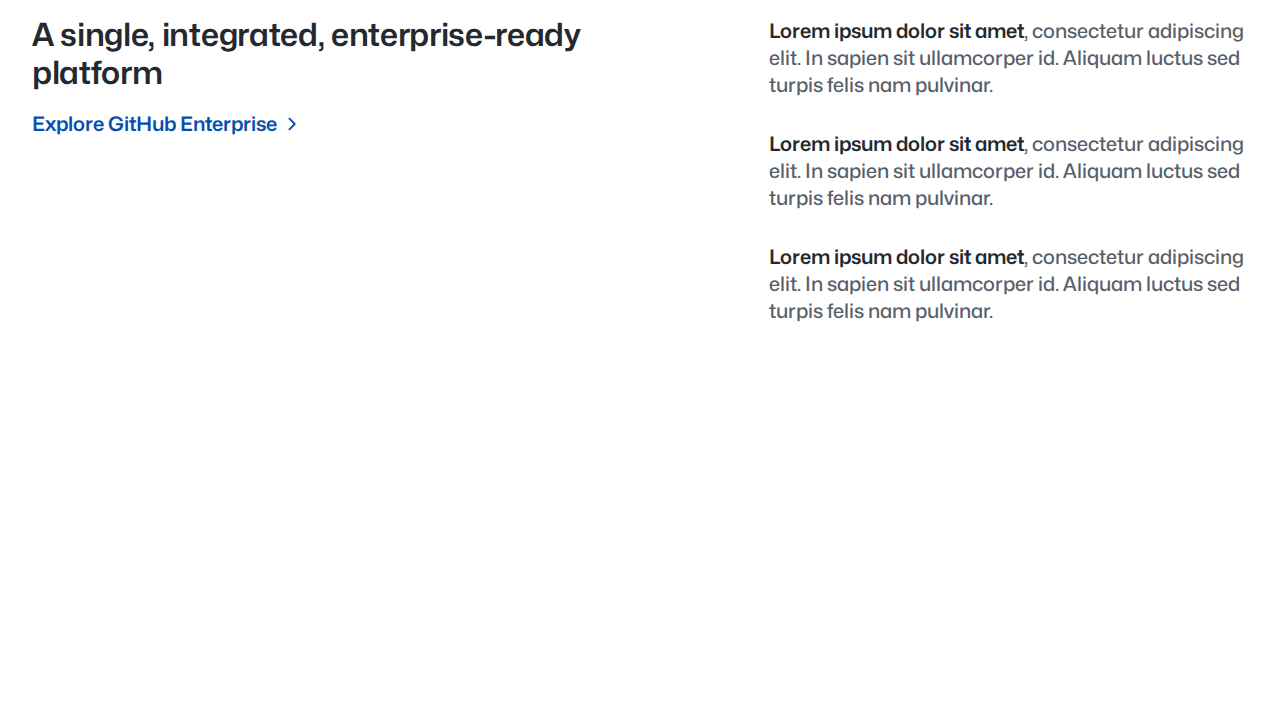 A single, integrated, enterprise-ready
platform
Explore GitHub Enterprise
Lorem ipsum dolor sit amet, consectetur adipiscing
elit. In sapien sit ullamcorper id. Aliquam luctus sed
turpis felis nam pulvinar.
Lorem ipsum dolor sit amet, consectetur adipiscing
elit. In sapien sit ullamcorper id. Aliquam luctus sed
turpis felis nam pulvinar.
Lorem ipsum dolor sit amet, consectetur adipiscing
elit. In sapien sit ullamcorper id. Aliquam luctus sed
turpis felis nam pulvinar.